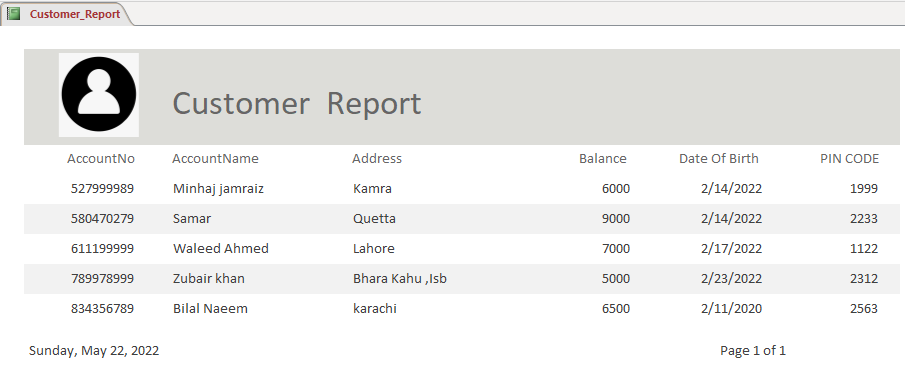 Customer_Report
Customer Report
AccountNo AccountName Address Balance Date Of Birth PIN CODE
527999989 Minhaj jamraiz Kamra 6000 2/14/2022 1999
580470279 Samar Quetta 9000 2/14/2022 2233
611199999 Waleed Ahmed Lahore 7000 2/17/2022 1122
789978999 Zubair khan Bhara Kahu ,Isb 5000 2/23/2022 2312
834356789 Bilal Naeem karachi 6500 2/11/2020 2563
Sunday, May 22, 2022 Page 1 of 1